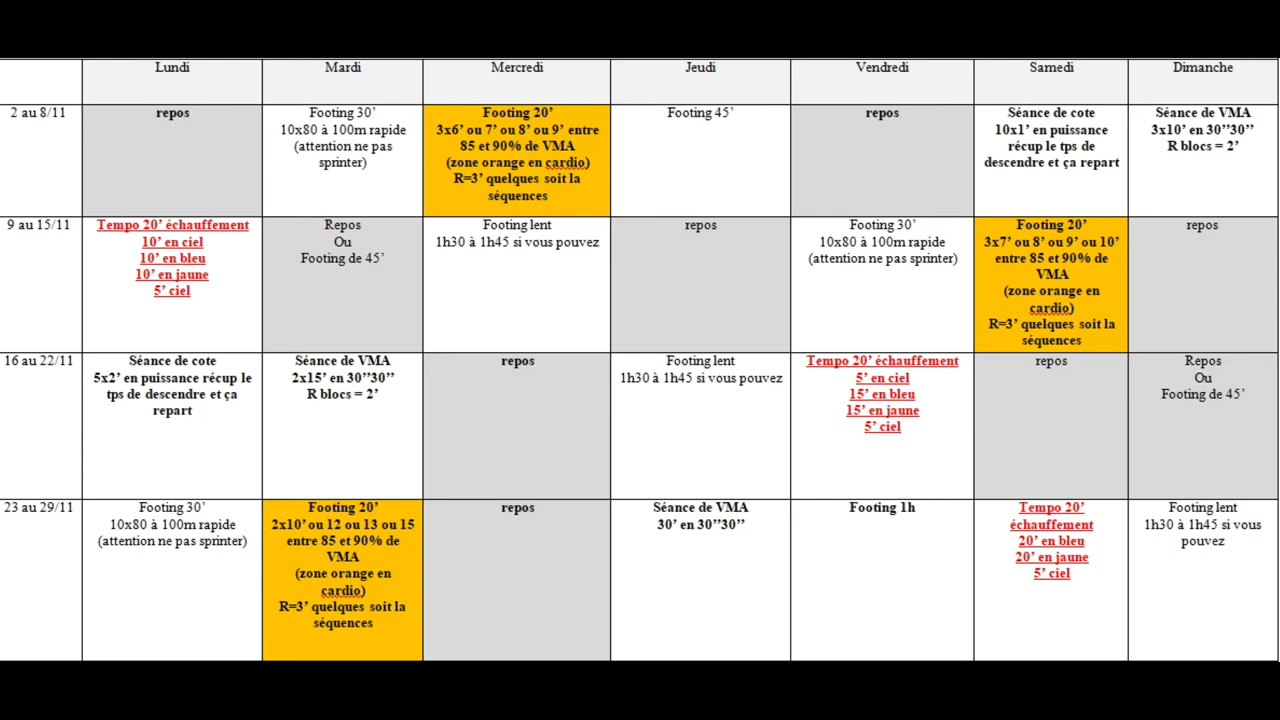 Lundi
Mardi
Mercredi
Jeudi
Vendredi
Samedi
Dimanche
2 au 8/11
repos
Footing 30’
10x80 à 100m rapide
(attention ne pas
sprinter)
Footing 20’
3x6’ ou 7’ ou 8’ ou 9’ entre
85 et 90% de VMA
(zone orange en cardio)
R=3’ quelques soit la
séquences
Footing 45’
repos
Séance de cote
10x1’ en puissance
récup le tps de
descendre et ça repart
Séance de VMA
3x10’ en 30’’30’’
R blocs = 2’
9 au 15/11
Tempo 20’ échauffement
10’ en ciel
10’ en bleu
10’ en jaune
5’ ciel
Repos
Ou
Footing de 45’
Footing lent
1h30 à 1h45 si vous pouvez
repos
Footing 30’
10x80 à 100m rapide
(attention ne pas sprinter)
Footing 20’
3x7’ ou 8’ ou 9’ ou 10’
entre 85 et 90% de
VMA
(zone orange en
cardio)
R=3’ quelques soit la
séquences
repos
16 au 22/11
Séance de cote
5x2’ en puissance récup le
tps de descendre et ça
repart
Séance de VMA
2x15’ en 30’’30’’
R blocs = 2’
repos
Footing lent
1h30 à 1h45 si vous pouvez
Tempo 20’ échauffement
5’ en ciel
15’ en bleu
15’ en jaune
5’ ciel
repos
Repos
Ou
Footing de 45’
23 au 29/11
Footing 30’
10x80 à 100m rapide
(attention ne pas sprinter)
Footing 20’
2x10’ ou 12 ou 13 ou 15
entre 85 et 90% de
VMA
(zone orange en
cardio)
R=3’ quelques soit la
séquences
repos
Séance de VMA
30’ en 30’’30’’
Footing 1h
Tempo 20’
échauffement
20’ en bleu
20’ en jaune
5’ ciel
Footing lent
1h30 à 1h45 si vous
pouvez